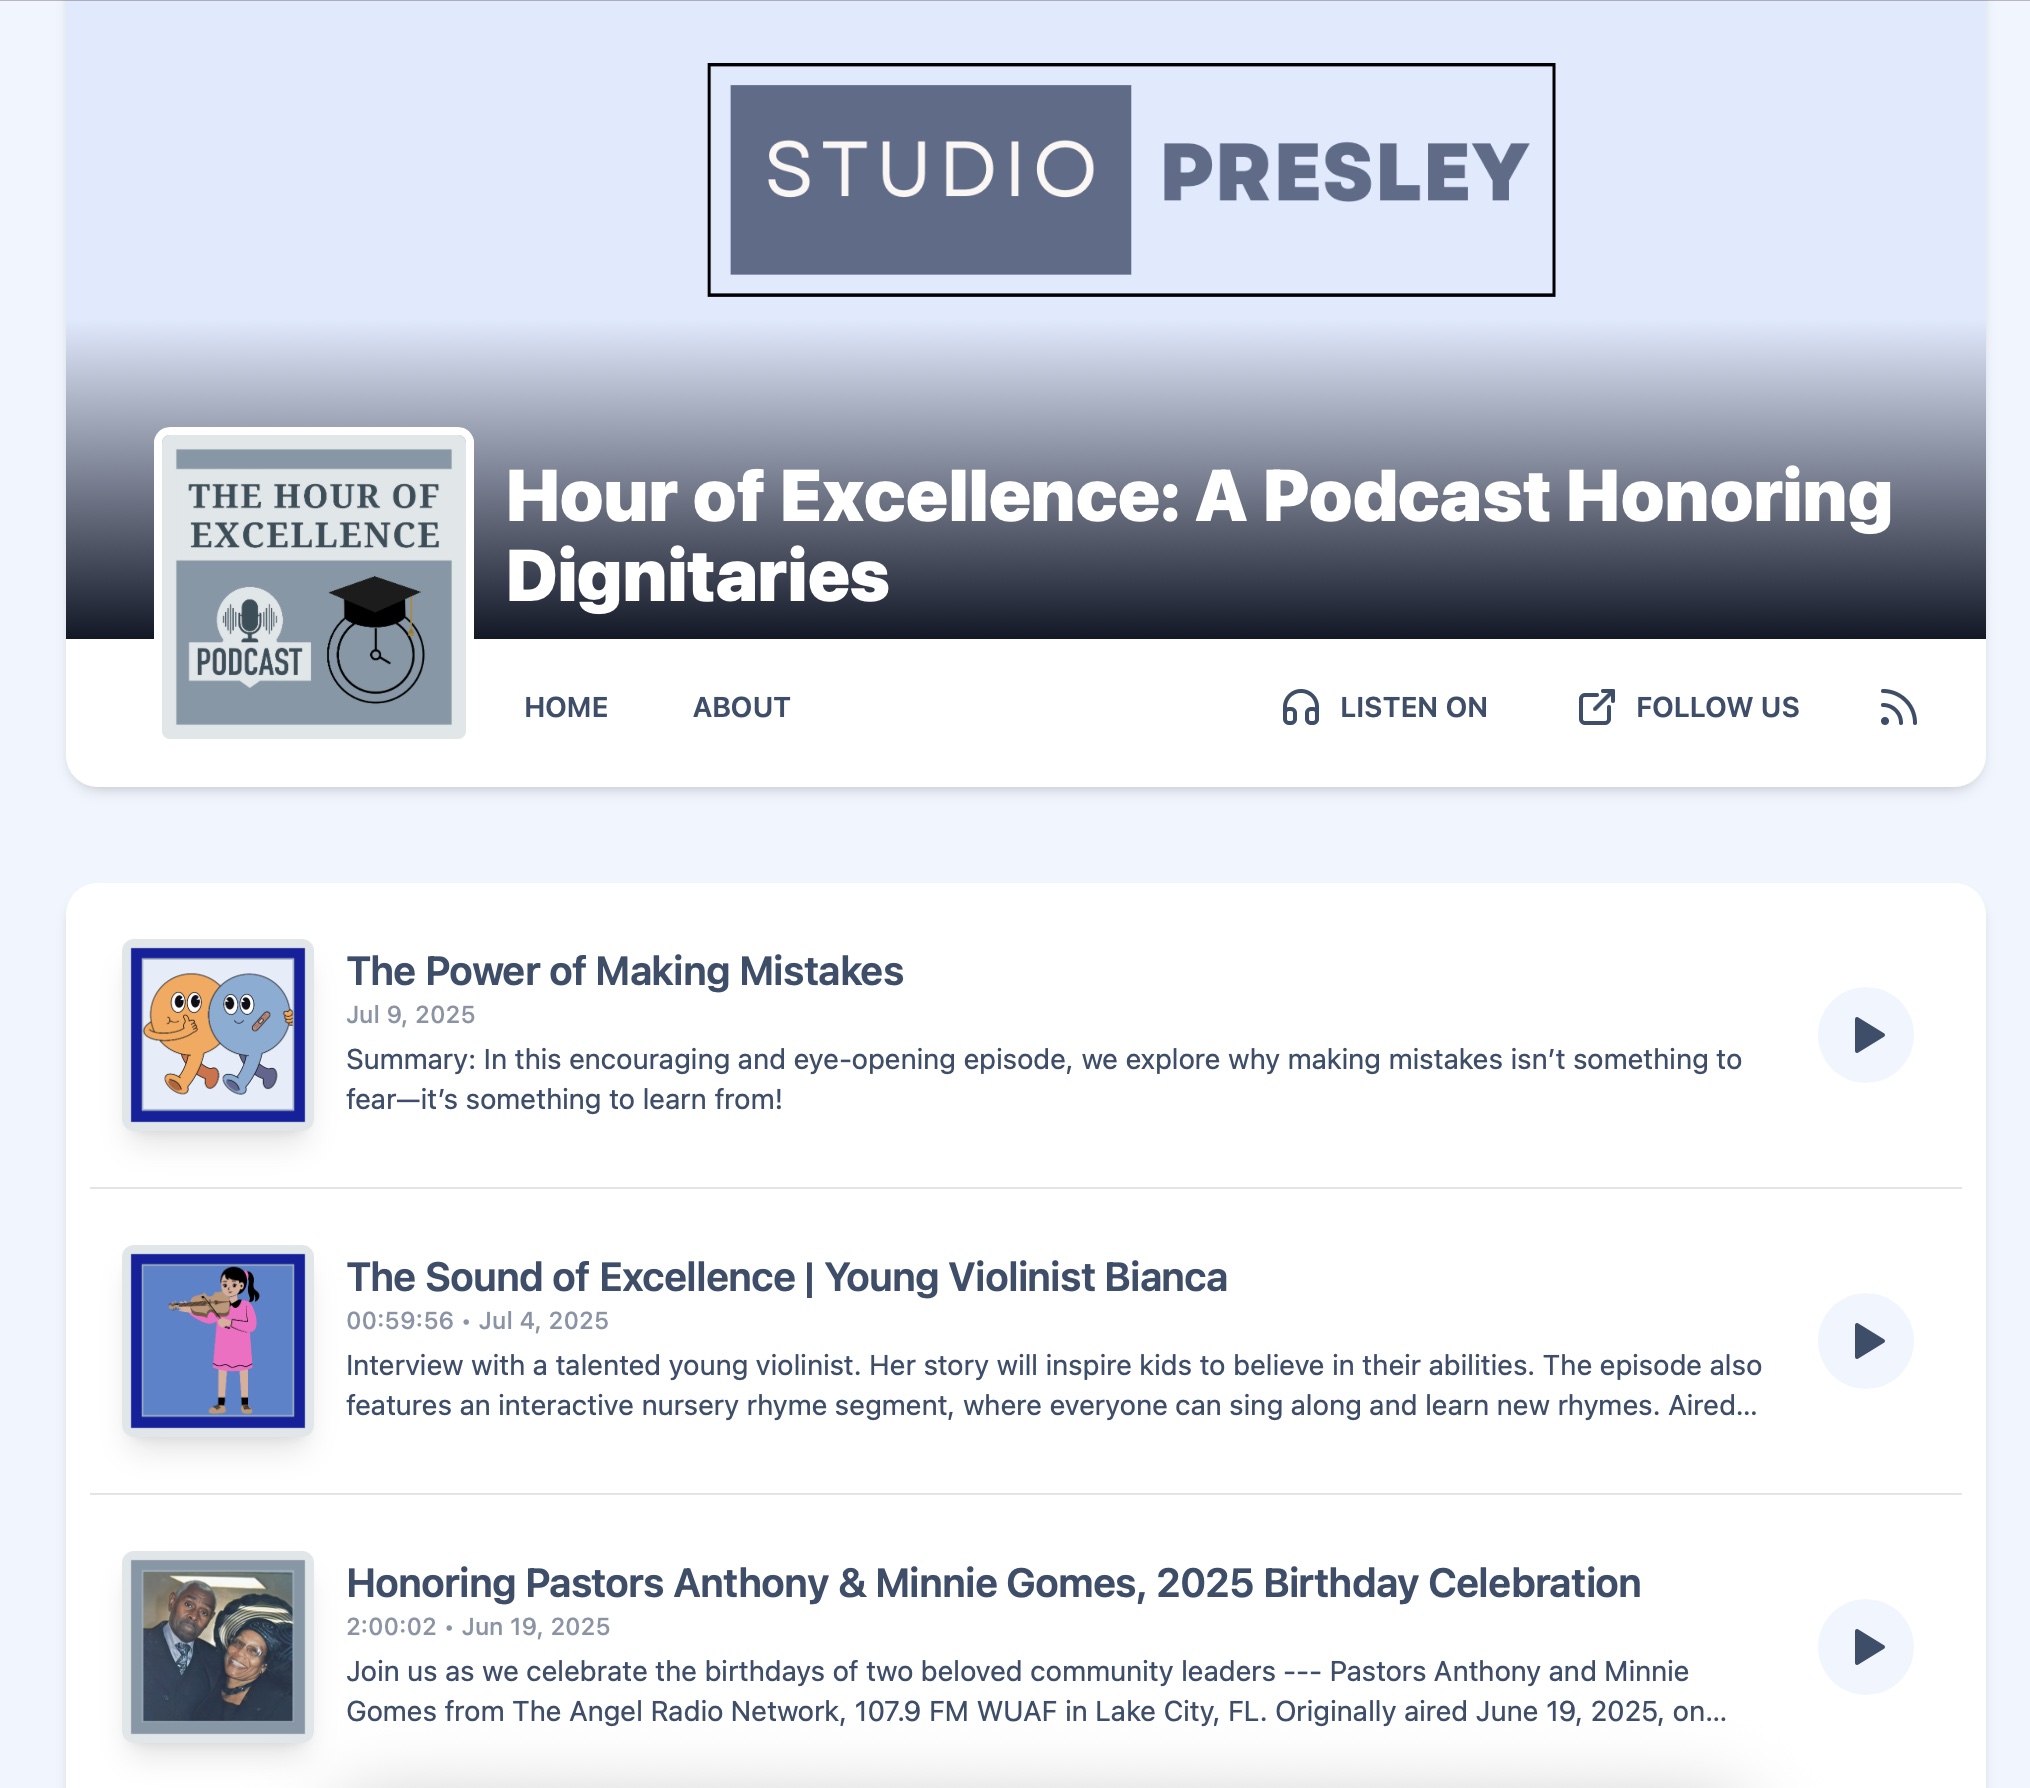 STUDIO PRESLEY
THE HOUR OF
EXCELLENCE
PODCAST
Hour of Excellence: A Podcast Honoring
Dignitaries
HOME ABOUT LISTEN ON FOLLOW US
The Power of Making Mistakes
Jul 9, 2025
Summary: In this encouraging and eye-opening episode, we explore why making mistakes isn’t something to
fear—it’s something to learn from!
The Sound of Excellence | Young Violinist Bianca
00:59:56 • Jul 4, 2025
Interview with a talented young violinist. Her story will inspire kids to believe in their abilities. The episode also
features an interactive nursery rhyme segment, where everyone can sing along and learn new rhymes. Aired...
Honoring Pastors Anthony & Minnie Gomes, 2025 Birthday Celebration
2:00:02 • Jun 19, 2025
Join us as we celebrate the birthdays of two beloved community leaders --- Pastors Anthony and Minnie
Gomes from The Angel Radio Network, 107.9 FM WUAF in Lake City, FL. Originally aired June 19, 2025, on...